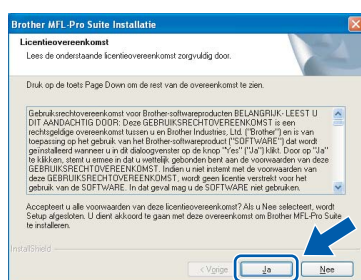 Brother MFL-Pro Suite Installatie
Licentieovereenkomst
Lees de onderstaande licentieovereenkomst zorgvuldig door.
Druk op de toets Page Down om de rest van de overeenkomst te zien.
Gebruiksrechtovereenkomst voor Brother-softwareproducten BELANGRIJK - LEEST U
DIT AANDACHTIG DOOR: Deze GEBRUIKSRECHTOVEREENKOMST is een
rechtsgeldige overeenkomst tussen u en Brother Industries, Ltd. ("Brother") en is van
toepassing op het gebruik van het Brother-softwareproduct ("SOFTWARE") dat wordt
geïnstalleerd wanneer u in dit dialoogvenster op de knop "Yes" ("Ja") klikt. Door op "Ja"
te klikken, stemt u ermee in dat u wettelijk gebonden bent aan de voorwaarden van deze
GEBRUIKSRECHTOVEREENKOMST. Indien u niet instemt met de voorwaarden van
deze GEBRUIKSRECHTOVEREENKOMST, wordt geen licentie verstrekt voor het
gebruik van de SOFTWARE. In dat geval mag u de SOFTWARE niet gebruiken.
Accepteert u alle voorwaarden van deze licentieovereenkomst? Als u Nee selecteert, wordt
Setup afgesloten. U dient akkoord te gaan met deze overeenkomst om Brother MFL-Pro Suite
te installeren.
InstallShield
< Vorige
Ja
Nee